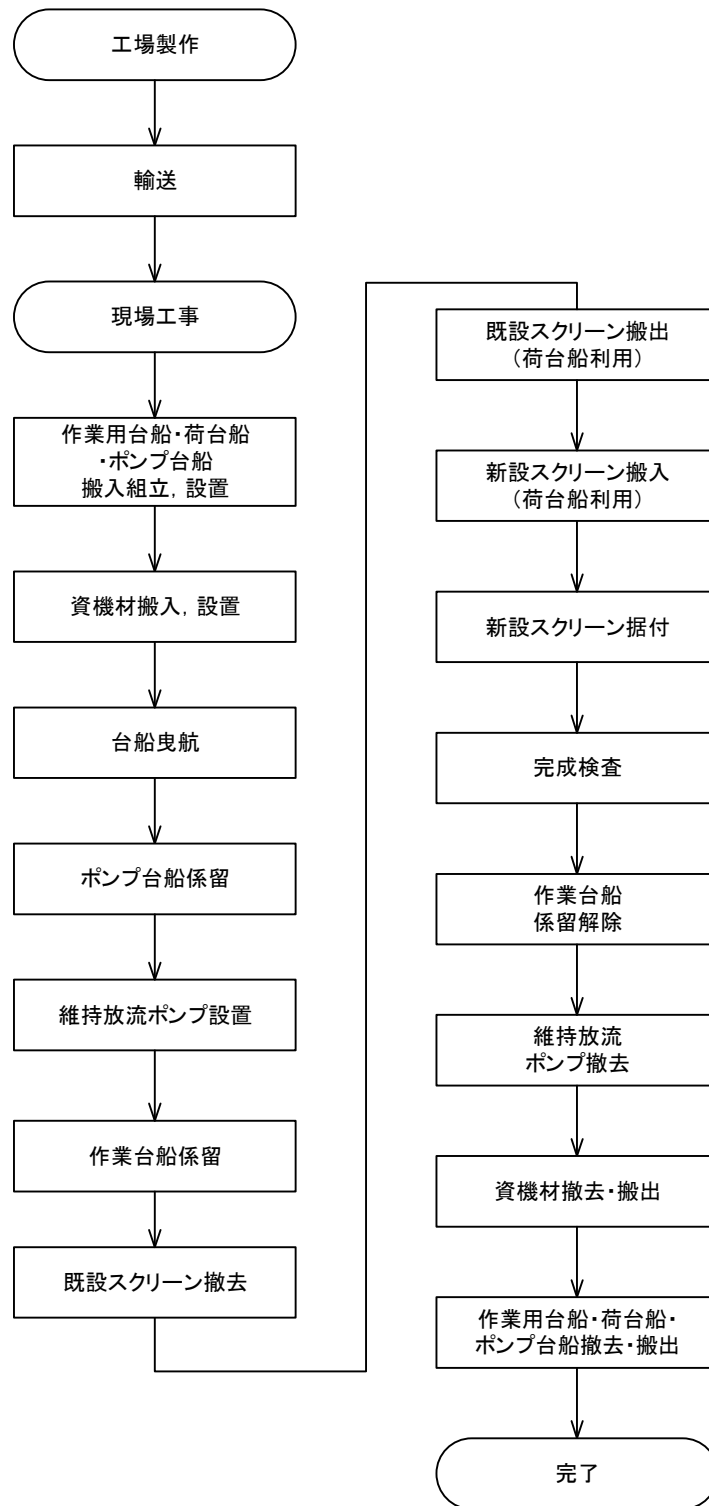 工場製作
輸送
現場工事
作業用台船・荷台船
・ポンプ台船
搬入組立，設置
資機材搬入，設置
台船曳航
ポンプ台船係留
維持放流ポンプ設置
作業台船係留
既設スクリーン撤去
既設スクリーン搬出
（荷台船利用）
新設スクリーン搬入
（荷台船利用）
新設スクリーン据付
完成検査
作業台船
係留解除
維持放流
ポンプ撤去
資機材撤去・搬出
作業用台船・荷台船・
ポンプ台船撤去・搬出
完了